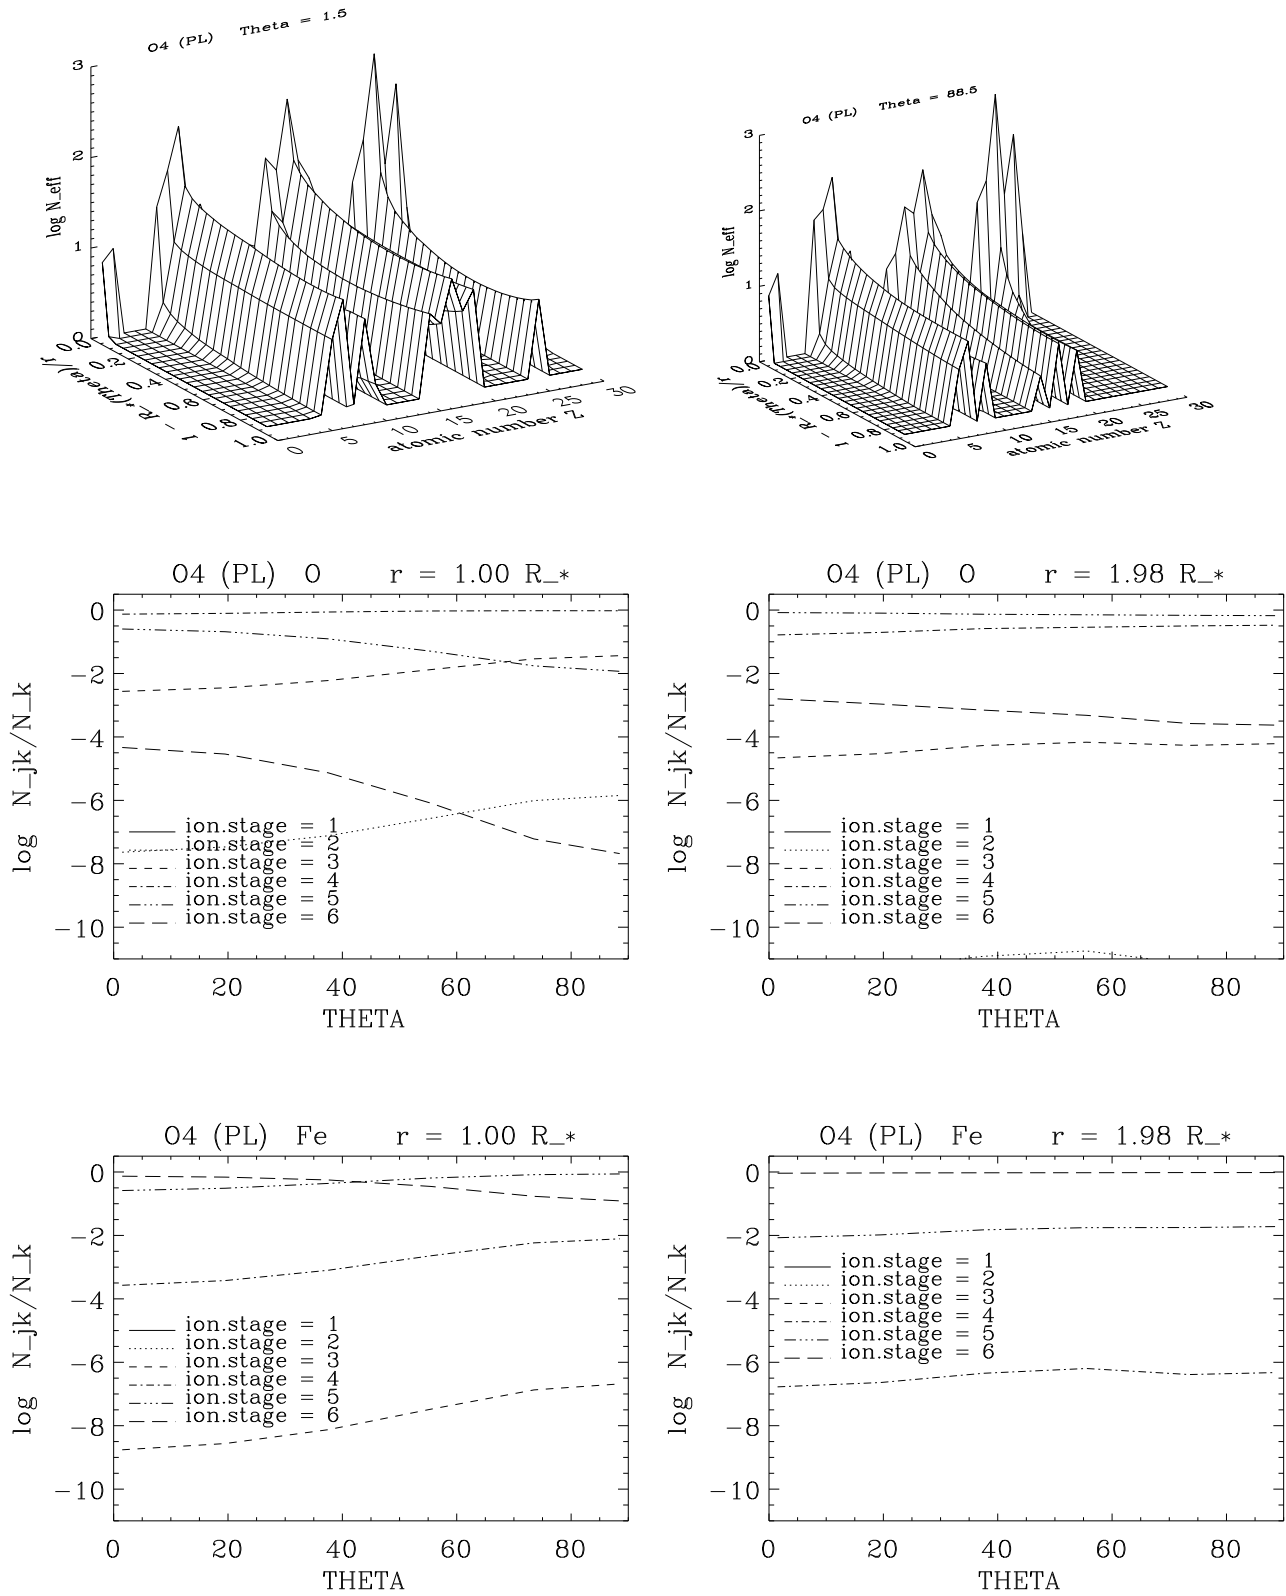 O4 (PL) Theta = 1.5
log N_eff
3
2
1
0
0.0
0.2
0.4
0.6
0.8
1.0
1 - R*(Theta)/r
0
5
10
15
20
25
30
atomic number Z
O4 (PL) Theta = 88.5
log N_eff
3
2
1
0
0.0
0.2
0.4
0.6
0.8
1.0
1 - R*(Theta)/r
0
5
10
15
20
25
30
atomic number Z
O4 (PL) O r = 1.00 R_*
log N_jk/N_k
0
-2
-4
-6
-8
-10
ion.stage = 1
ion.stage = 2
ion.stage = 3
ion.stage = 4
ion.stage = 5
ion.stage = 6
0 20 40 60 80
THETA
O4 (PL) O r = 1.98 R_*
log N_jk/N_k
0
-2
-4
-6
-8
-10
ion.stage = 1
ion.stage = 2
ion.stage = 3
ion.stage = 4
ion.stage = 5
ion.stage = 6
0 20 40 60 80
THETA
O4 (PL) Fe r = 1.00 R_*
log N_jk/N_k
0
-2
-4
-6
-8
-10
ion.stage = 1
ion.stage = 2
ion.stage = 3
ion.stage = 4
ion.stage = 5
ion.stage = 6
0 20 40 60 80
THETA
O4 (PL) Fe r = 1.98 R_*
log N_jk/N_k
0
-2
-4
-6
-8
-10
ion.stage = 1
ion.stage = 2
ion.stage = 3
ion.stage = 4
ion.stage = 5
ion.stage = 6
0 20 40 60 80
THETA